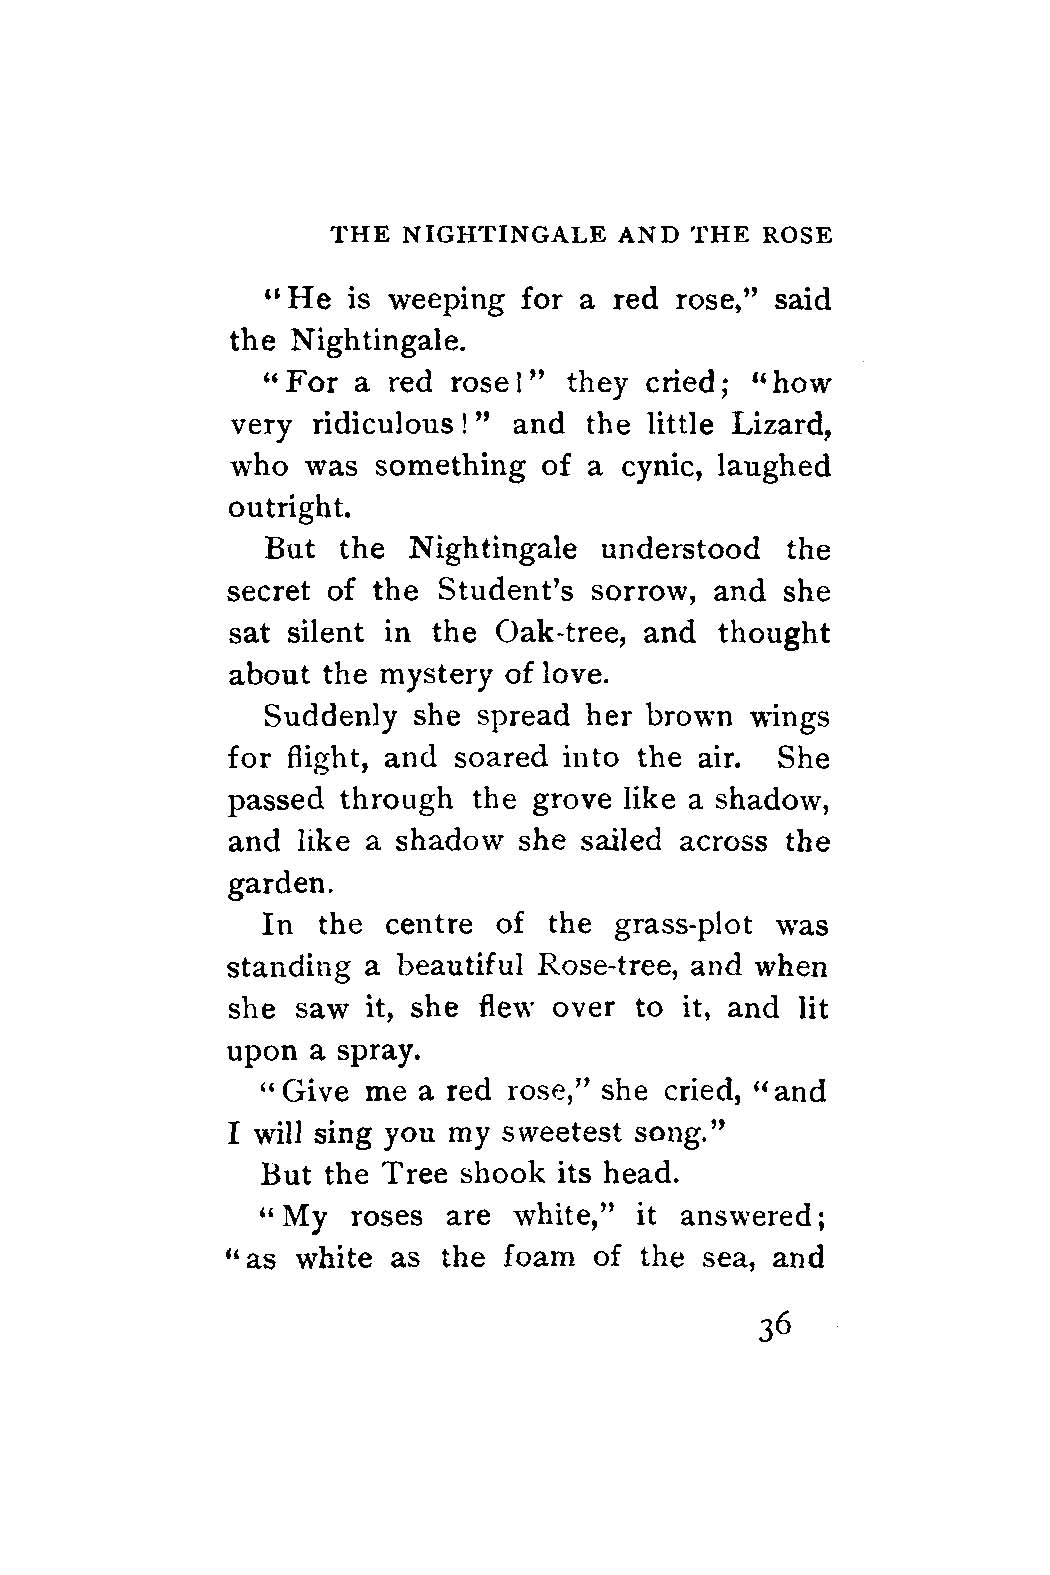 THE NIGHTINGALE AND THE ROSE
"He is weeping for a red rose," said
the Nightingale.
"For a red rose!" they cried; "how
very ridiculous!" and the little Lizard,
who was something of a cynic, laughed
outright.
But the Nightingale understood the
secret of the Student's sorrow, and she
sat silent in the Oak-tree, and thought
about the mystery of love.
Suddenly she spread her brown wings
for flight, and soared into the air. She
passed through the grove like a shadow,
and like a shadow she sailed across the
garden.
In the centre of the grass-plot was
standing a beautiful Rose-tree, and when
she saw it, she flew over to it, and lit
upon a spray.
"Give me a red rose," she cried, "and
I will sing you my sweetest song."
But the Tree shook its head.
"My roses are white," it answered;
"as white as the foam of the sea, and
36